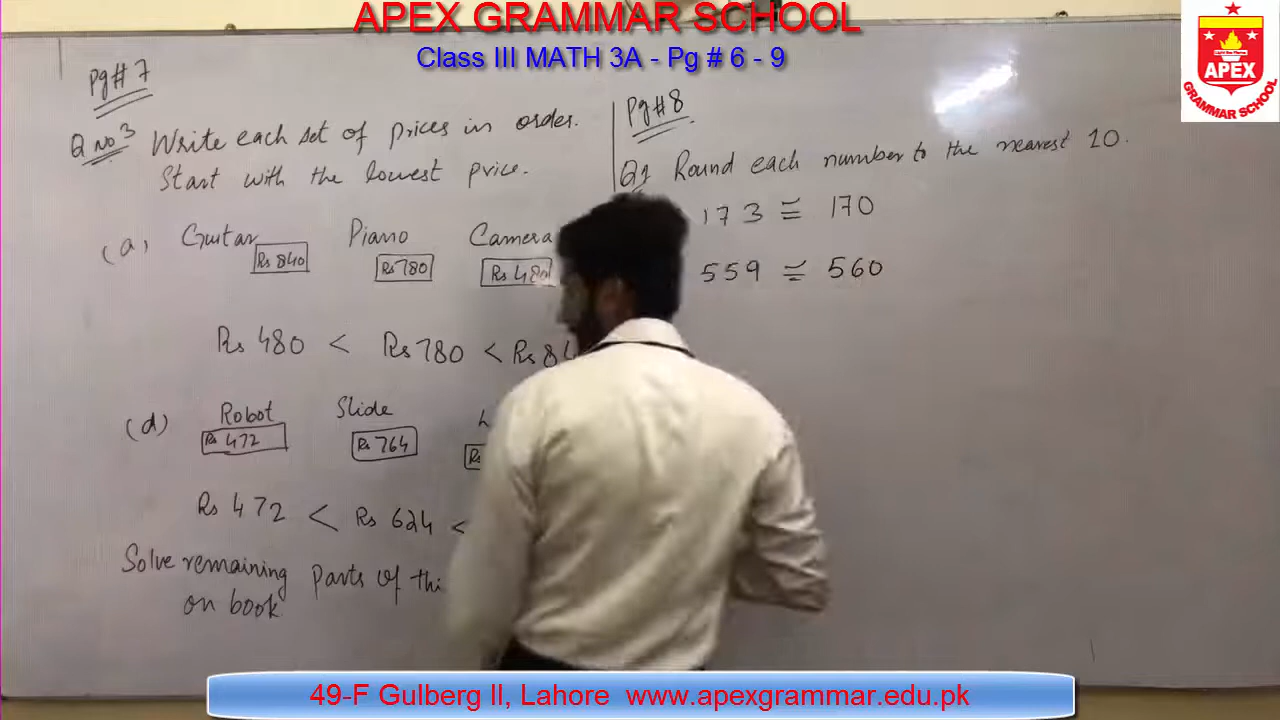 APEX GRAMMAR SCHOOL
Class III MATH 3A - Pg # 6 - 9
APEX
GRAMMAR SCHOOL
Pg# 7
Q no 3 Write each set of prices in order.
Start with the lowest price.
(a) Guitar Piano Camera
Rs 840 Rs 780 Rs 480
Rs 480 < Rs 780 < Rs 84
(d) Robot Slide
Rs 472 Rs 764 Rs
Rs 472 < Rs 624 <
Solve remaining parts of thi
on book
Pg#8
Q1 Round each number to the nearest 10.
173 ≅ 170
559 ≅ 560
49-F Gulberg II, Lahore www.apexgrammar.edu.pk